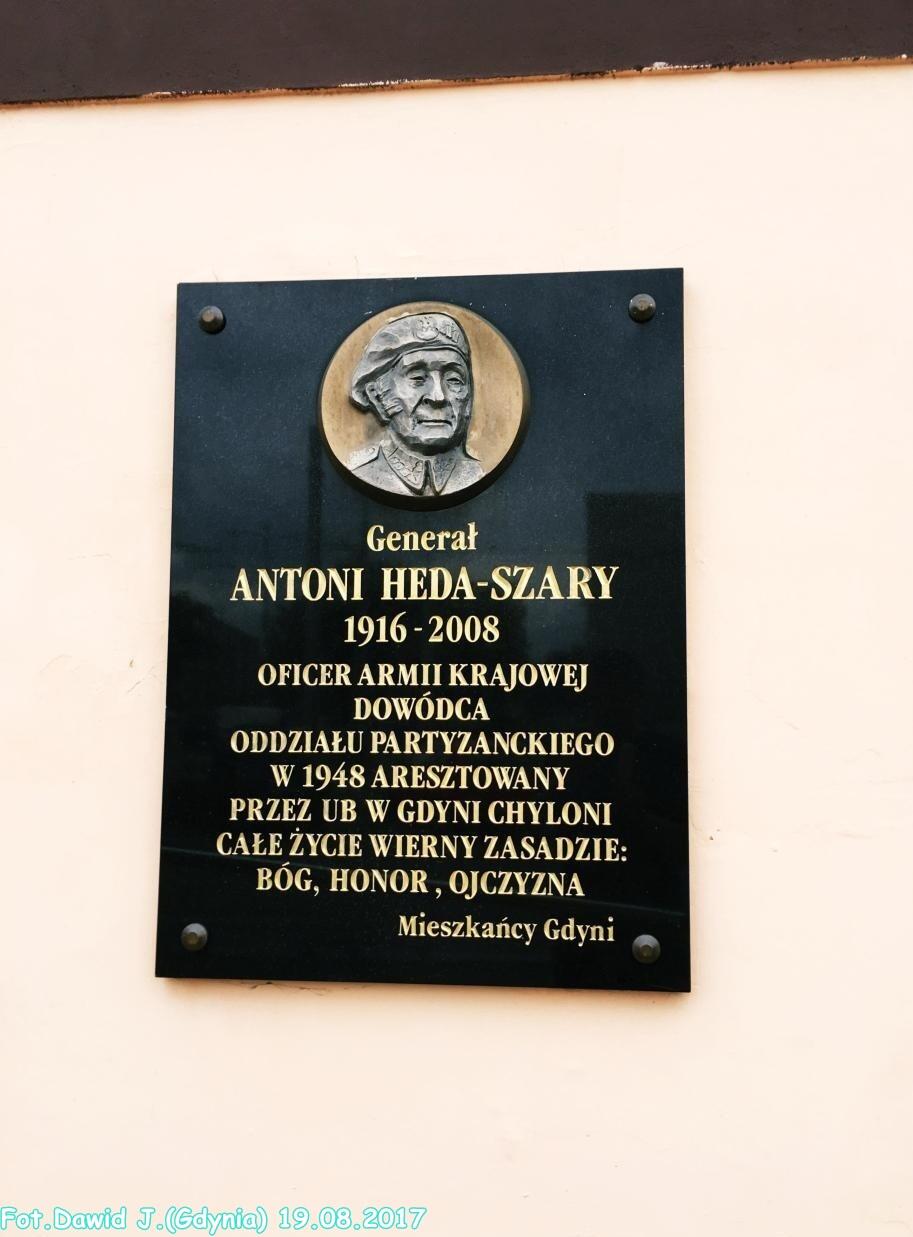 Generał
ANTONI HEDA-SZARY
1916 - 2008
OFICER ARMII KRAJOWEJ
DOWÓDCA
ODDZIAŁU PARTYZANCKIEGO
W 1948 ARESZTOWANY
PRZEZ UB W GDYNI CHYLONI
CAŁE ŻYCIE WIERNY ZASADZIE:
BÓG, HONOR , OJCZYZNA
Mieszkańcy Gdyni
Fot.Dawid J.(Gdynia) 19.08.2017